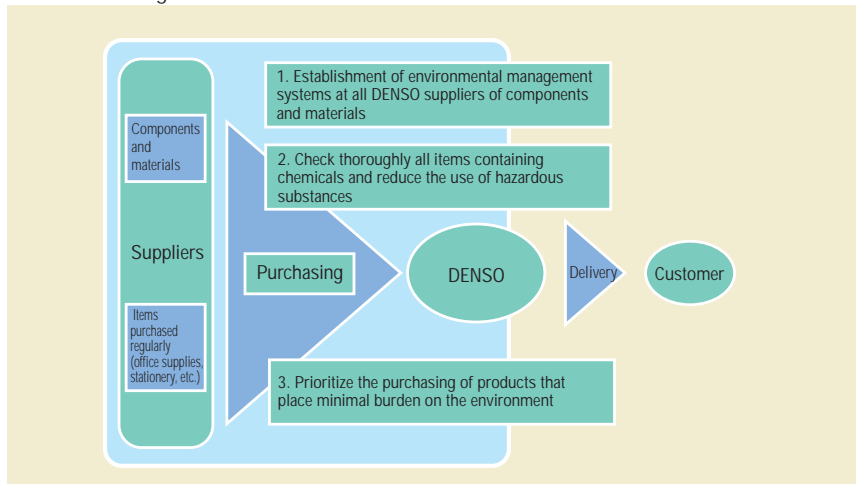 1. Establishment of environmental management
systems at all DENSO suppliers of components
and materials
Components
and
materials
2. Check thoroughly all items containing
chemicals and reduce the use of hazardous
substances
Suppliers
Purchasing
DENSO
Delivery
Customer
Items
purchased
regularly
(office supplies,
stationery, etc.)
3. Prioritize the purchasing of products that
place minimal burden on the environment